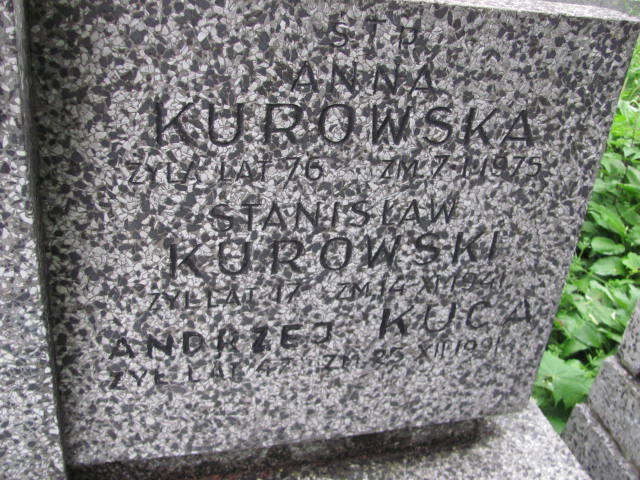 Ś.T.P.
ANNA
KUROWSKA
ŻYŁA LAT 76 ZM. 7.I.1975
STANISŁAW
KUROWSKI
ŻYŁ LAT 17 ZM. 14.XI.1941
ANDRZEJ KUCA
ŻYŁ LAT 47 ZM. 25.XII.1991